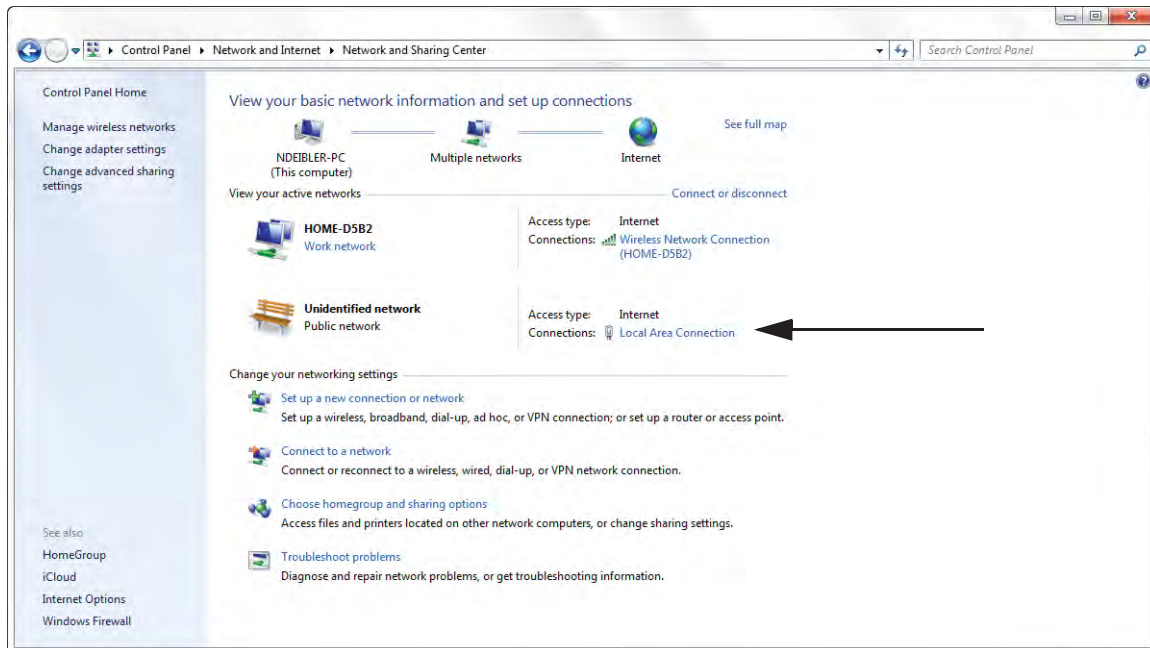 Control Panel ▸ Network and Internet ▸ Network and Sharing Center
Search Control Panel
Control Panel Home
Manage wireless networks
Change adapter settings
Change advanced sharing
settings
See also
HomeGroup
iCloud
Internet Options
Windows Firewall
View your basic network information and set up connections
See full map
NDEIBLER-PC
(This computer)
Multiple networks
Internet
View your active networks
Connect or disconnect
HOME-D5B2
Work network
Access type: Internet
Connections: Wireless Network Connection
(HOME-D5B2)
Unidentified network
Public network
Access type: Internet
Connections: Local Area Connection
Change your networking settings
Set up a new connection or network
Set up a wireless, broadband, dial-up, ad hoc, or VPN connection; or set up a router or access point.
Connect to a network
Connect or reconnect to a wireless, wired, dial-up, or VPN network connection.
Choose homegroup and sharing options
Access files and printers located on other network computers, or change sharing settings.
Troubleshoot problems
Diagnose and repair network problems, or get troubleshooting information.